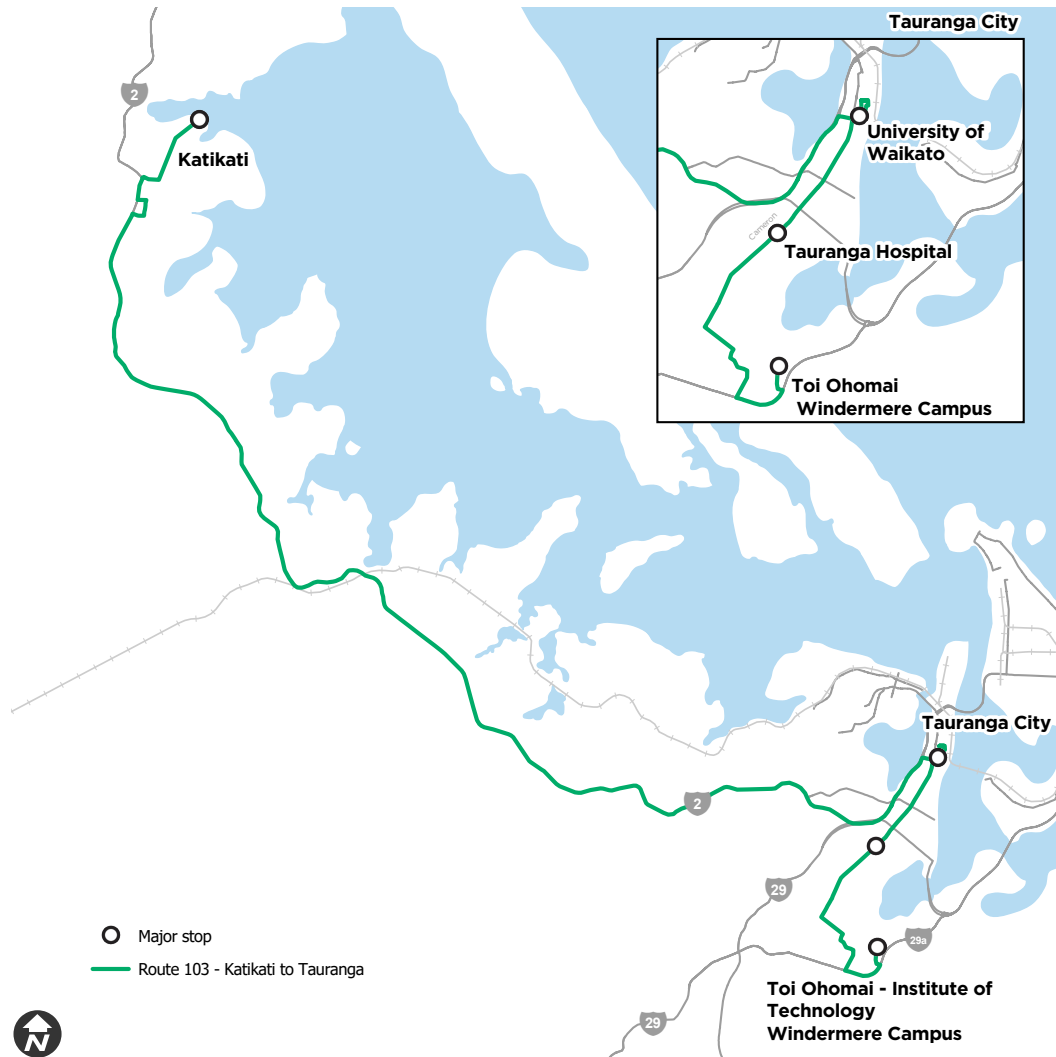 Tauranga City
2
Katikati
University of
Waikato
Cameron
Tauranga Hospital
Toi Ohomai
Windermere Campus
Tauranga City
2
29
29a
Major stop
Route 103 - Katikati to Tauranga
Toi Ohomai - Institute of
Technology
Windermere Campus
29
N